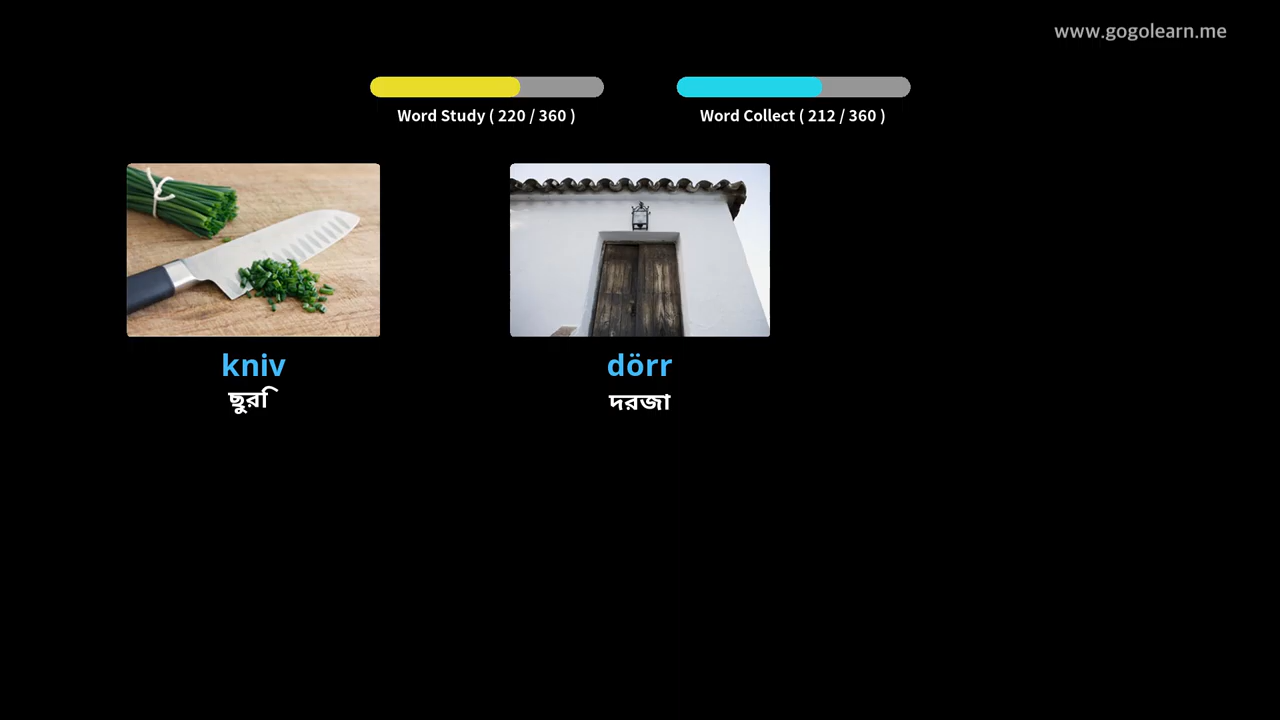 www.gogolearn.me
Word Study ( 220 / 360 )
Word Collect ( 212 / 360 )
kniv
ছুরি
dörr
দরজা